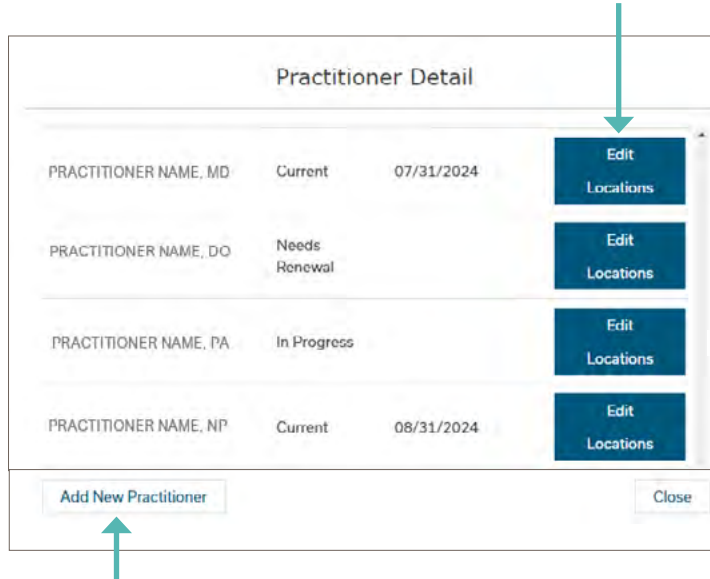 Practitioner Detail
PRACTITIONER NAME, MD Current 07/31/2024 Edit Locations
PRACTITIONER NAME, DO Needs Renewal Edit Locations
PRACTITIONER NAME, PA In Progress Edit Locations
PRACTITIONER NAME, NP Current 08/31/2024 Edit Locations
Add New Practitioner Close